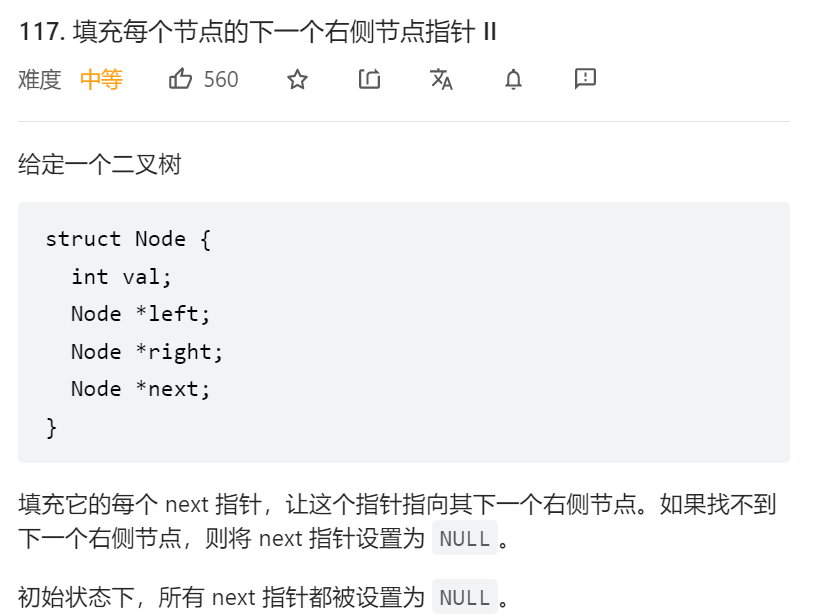 117. 填充每个节点的下一个右侧节点指针 II
难度 中等 560
给定一个二叉树
struct Node {
  int val;
  Node *left;
  Node *right;
  Node *next;
}
填充它的每个 next 指针，让这个指针指向其下一个右侧节点。如果找不到
下一个右侧节点，则将 next 指针设置为 NULL 。
初始状态下，所有 next 指针都被设置为 NULL 。